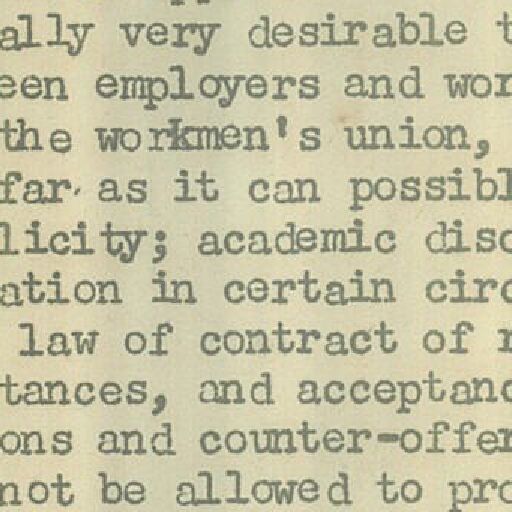 ally very desirable t
een employers and wor
the workmen's union,
far as it can possibl
licity; academic disc
ation in certain circ
law of contract of r
tances, and acceptanc
ons and counter-offer
not be allowed to pro